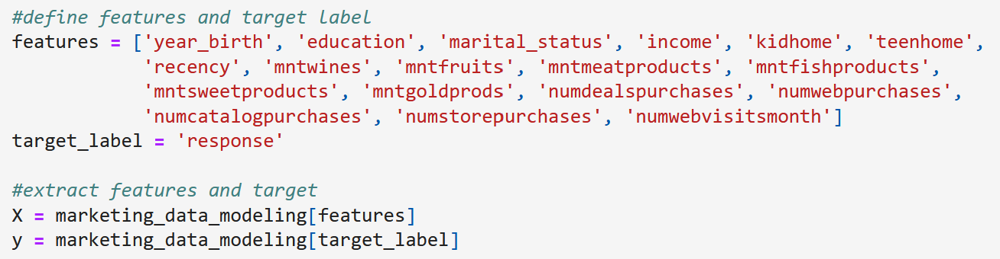 #define features and target label
features = ['year_birth', 'education', 'marital_status', 'income', 'kidhome', 'teenhome',
'recency', 'mntwines', 'mntfruits', 'mntmeatproducts', 'mntfishproducts',
'mntsweetproducts', 'mntgoldprods', 'numdealspurchases', 'numwebpurchases',
'numcatalogpurchases', 'numstorepurchases', 'numwebvisitsmonth']
target_label = 'response'
#extract features and target
X = marketing_data_modeling[features]
y = marketing_data_modeling[target_label]